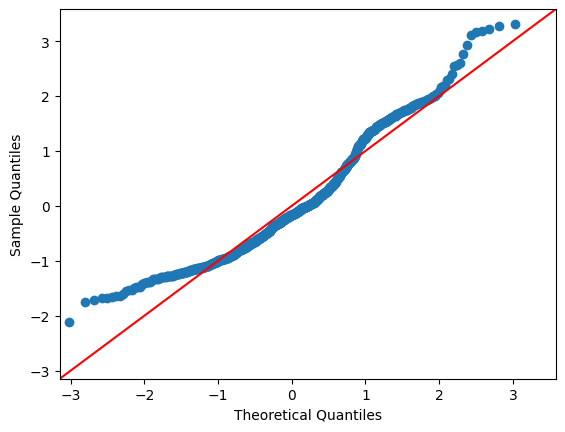 3
2
1
0
−1
−2
−3
Sample Quantiles
−3 −2 −1 0 1 2 3
Theoretical Quantiles